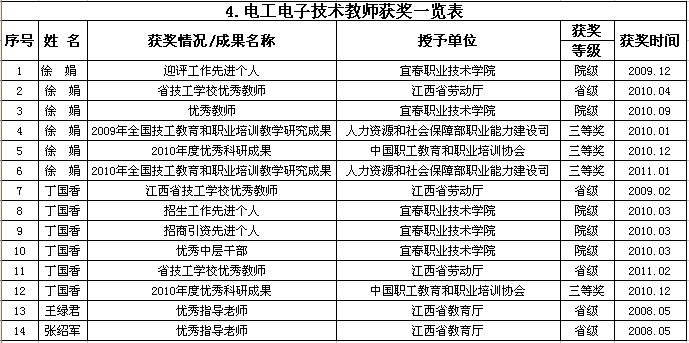 4.电工电子技术教师获奖一览表
序号 姓 名 获奖情况/成果名称 授予单位 获奖等级 获奖时间
1 徐 娟 迎评工作先进个人 宜春职业技术学院 院级 2009.12
2 徐 娟 省技工学校优秀教师 江西省劳动厅 省级 2010.04
3 徐 娟 优秀教师 宜春职业技术学院 院级 2010.09
4 徐 娟 2009年全国技工教育和职业培训教学研究成果 人力资源和社会保障部职业能力建设司 三等奖 2010.01
5 徐 娟 2010年度优秀科研成果 中国职工教育和职业培训协会 三等奖 2010.12
6 徐 娟 2010年全国技工教育和职业培训教学研究成果 人力资源和社会保障部职业能力建设司 三等奖 2011.01
7 丁国香 江西省技工学校优秀教师 江西省劳动厅 省级 2009.02
8 丁国香 招生工作先进个人 宜春职业技术学院 院级 2010.03
9 丁国香 招商引资先进个人 宜春职业技术学院 院级 2010.03
10 丁国香 优秀中层干部 宜春职业技术学院 院级 2010.03
11 丁国香 省技工学校优秀教师 江西省劳动厅 省级 2011.02
12 丁国香 2010年度优秀科研成果 中国职工教育和职业培训协会 三等奖 2010.12
13 王绿君 优秀指导老师 江西省教育厅 省级 2008.05
14 张绍军 优秀指导老师 江西省教育厅 省级 2008.05